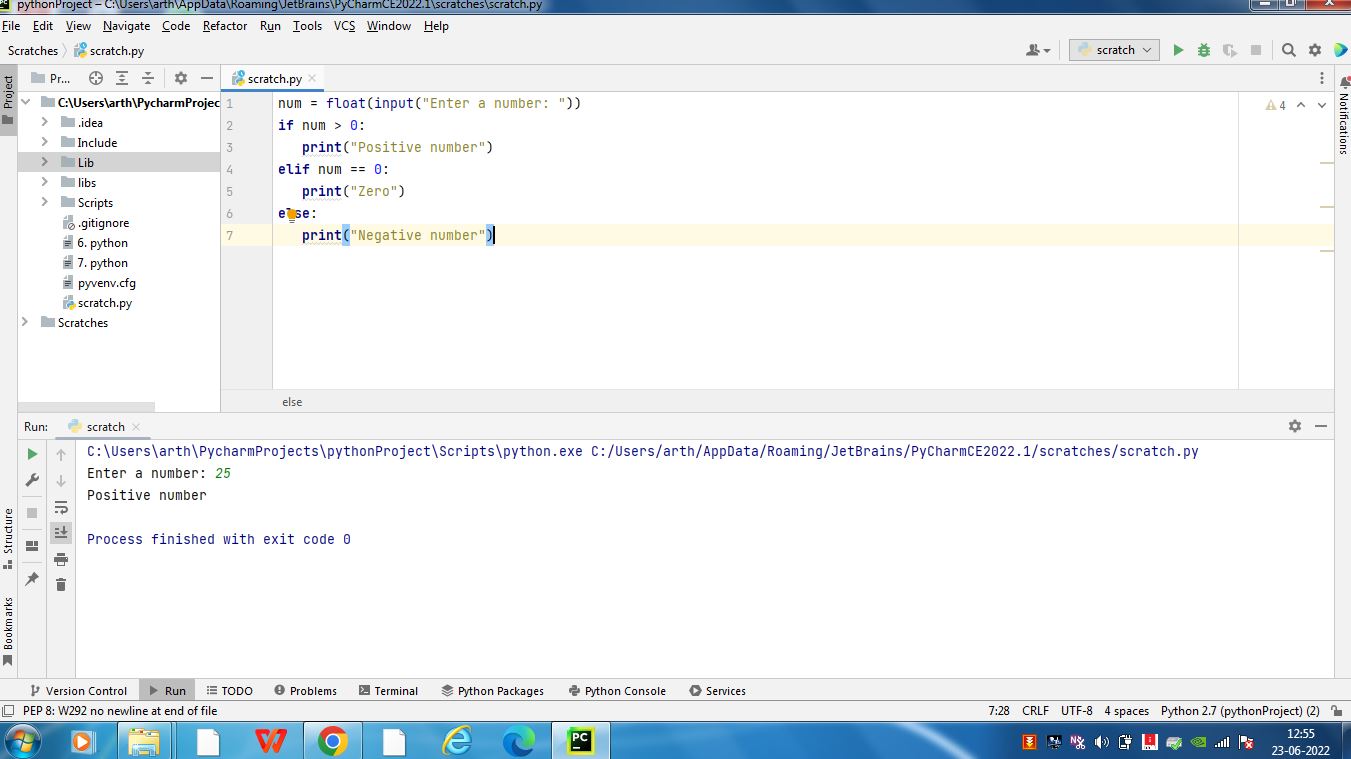 pythonProject – C:\Users\arth\AppData\Roaming\JetBrains\PyCharmCE2022.1\scratches\scratch.py
File Edit View Navigate Code Refactor Run Tools VCS Window Help
Scratches scratch.py
scratch
Project
Pr...
scratch.py
Notifications
C:\Users\arth\PycharmProjec
.idea
Include
Lib
libs
Scripts
.gitignore
6. python
7. python
pyvenv.cfg
scratch.py
Scratches
4
1 num = float(input("Enter a number: "))
2 if num > 0:
3 print("Positive number")
4 elif num == 0:
5 print("Zero")
6 else:
7 print("Negative number")
else
Run: scratch
C:\Users\arth\PycharmProjects\pythonProject\Scripts\python.exe C:/Users/arth/AppData/Roaming/JetBrains/PyCharmCE2022.1/scratches/scratch.py
Enter a number: 25
Positive number
Process finished with exit code 0
Structure
Bookmarks
Version Control Run TODO Problems Terminal Python Packages Python Console Services
PEP 8: W292 no newline at end of file
7:28 CRLF UTF-8 4 spaces Python 2.7 (pythonProject) (2)
PC
12:55
23-06-2022